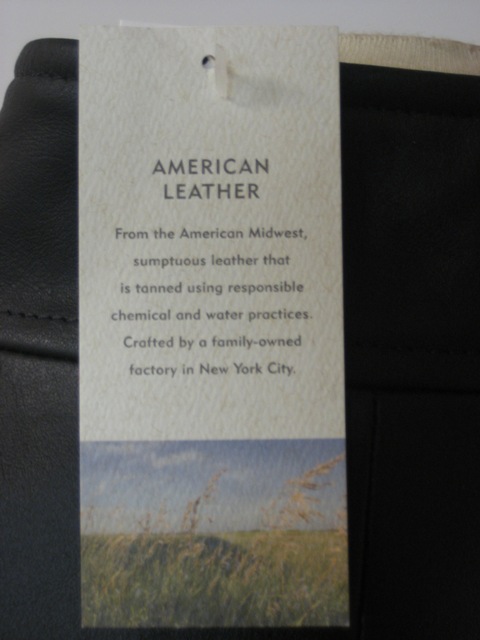 AMERICAN
LEATHER
From the American Midwest,
sumptuous leather that
is tanned using responsible
chemical and water practices.
Crafted by a family-owned
factory in New York City.